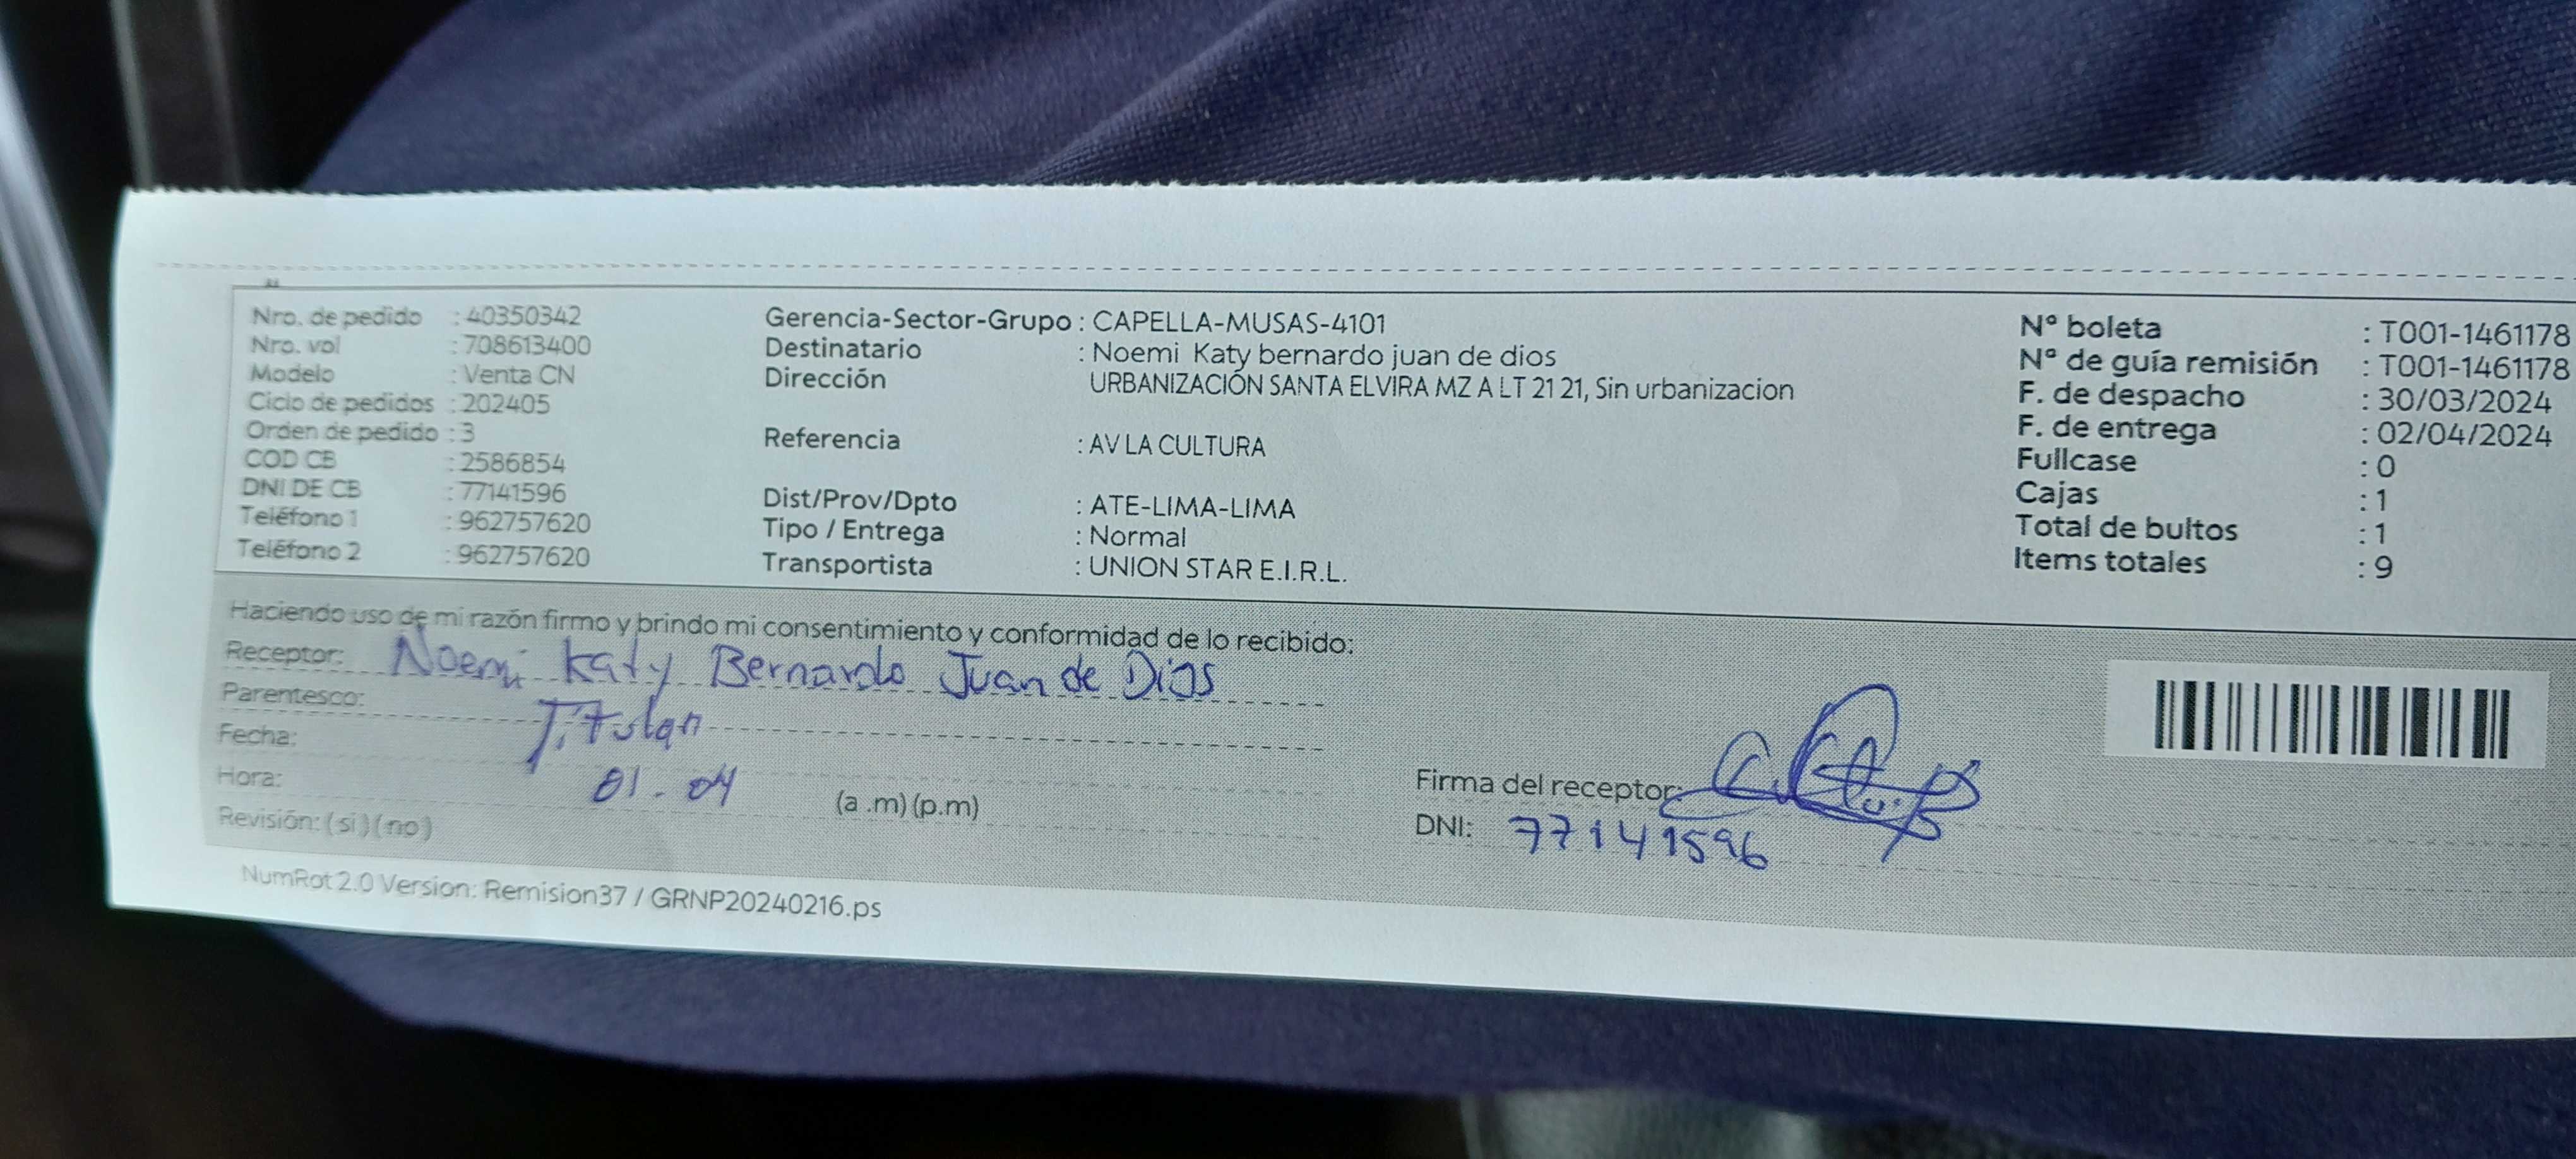 Nro. de pedido : 40350342
Nro. vol : 708613400
Modelo : Venta CN
Ciclo de pedidos : 202405
Orden de pedido : 3
COD CB : 2586854
DNI DE CB : 77141596
Teléfono 1 : 962757620
Teléfono 2 : 962757620
Gerencia-Sector-Grupo : CAPELLA-MUSAS-4101
Destinatario : Noemi Katy bernardo juan de dios
Dirección URBANIZACIÓN SANTA ELVIRA MZ A LT 21 21, Sin urbanizacion
Referencia : AV LA CULTURA
Dist/Prov/Dpto : ATE-LIMA-LIMA
Tipo / Entrega : Normal
Transportista : UNION STAR E.I.R.L.
Nº boleta : T001-1461178
Nº de guía remisión : T001-1461178
F. de despacho : 30/03/2024
F. de entrega : 02/04/2024
Fullcase : 0
Cajas : 1
Total de bultos : 1
Items totales : 9
Haciendo uso de mi razón firmo y brindo mi consentimiento y conformidad de lo recibido:
Receptor: Noemi Katy Bernardo Juan de Dios
Parentesco: Titular
Fecha: 01-04
Hora: (a .m) (p.m)
Revisión: (si) (no)
Firma del receptor:
DNI: 77141596
NumRot 2.0 Version: Remision37 / GRNP20240216.ps